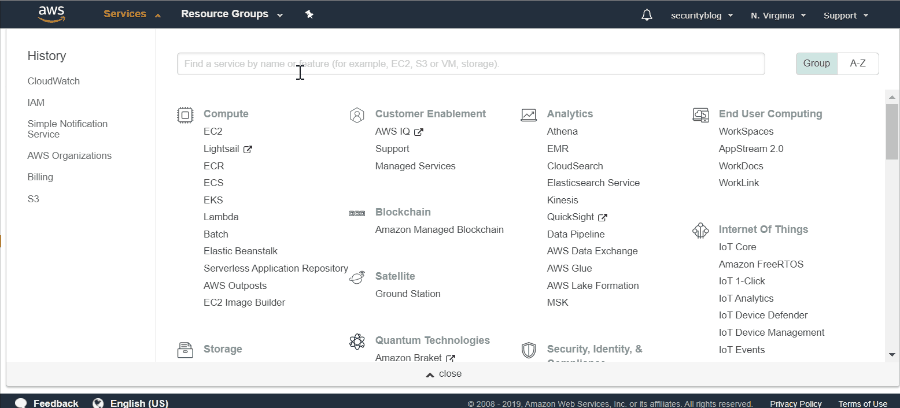 aws Services Resource Groups securityblog N. Virginia Support
History
CloudWatch
IAM
Simple Notification
Service
AWS Organizations
Billing
S3
Find a service by name or feature (for example, EC2, S3 or VM, storage)
Group A-Z
Compute
EC2
Lightsail
ECR
ECS
EKS
Lambda
Batch
Elastic Beanstalk
Serverless Application Repository
AWS Outposts
EC2 Image Builder
Storage
Customer Enablement
AWS IQ
Support
Managed Services
Blockchain
Amazon Managed Blockchain
Satellite
Ground Station
Quantum Technologies
Amazon Braket
Analytics
Athena
EMR
CloudSearch
Elasticsearch Service
Kinesis
QuickSight
Data Pipeline
AWS Data Exchange
AWS Glue
AWS Lake Formation
MSK
Security, Identity, &
Compliance
End User Computing
WorkSpaces
AppStream 2.0
WorkDocs
WorkLink
Internet Of Things
IoT Core
Amazon FreeRTOS
IoT 1-Click
IoT Analytics
IoT Device Defender
IoT Device Management
IoT Events
close
Feedback English (US) © 2008 - 2019, Amazon Web Services, Inc. or its affiliates. All rights reserved. Privacy Policy Terms of Use